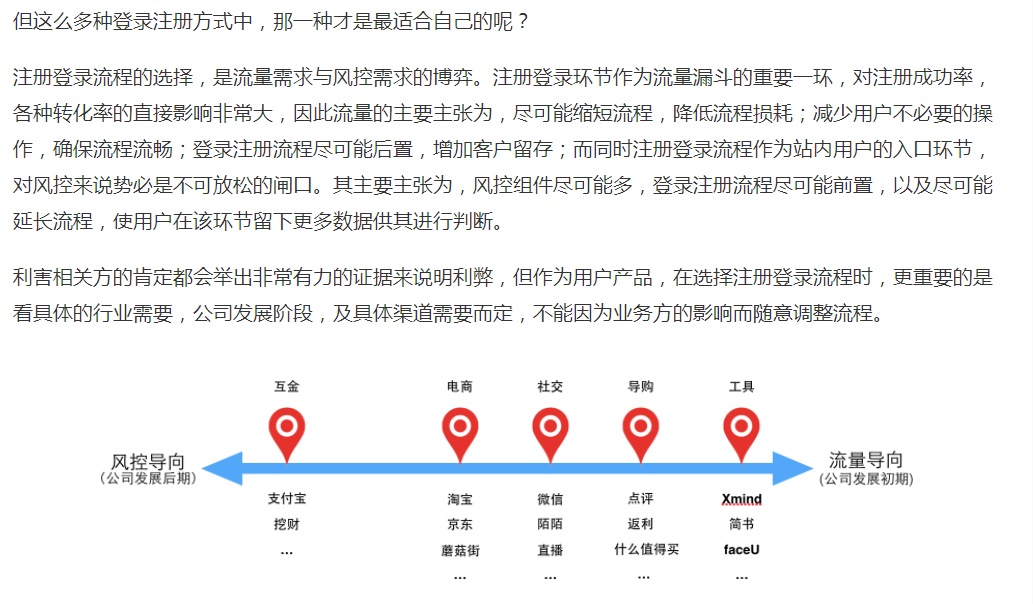 但这么多种登录注册方式中，那一种才是最适合自己的呢？
注册登录流程的选择，是流量需求与风控需求的博弈。注册登录环节作为流量漏斗的重要一环，对注册成功率，
各种转化率的直接影响非常大，因此流量的主要主张为，尽可能缩短流程，降低流程损耗；减少用户不必要的操
作，确保流程流畅；登录注册流程尽可能后置，增加客户留存；而同时注册登录流程作为站内用户的入口环节，
对风控来说势必是不可放松的闸口。其主要主张为，风控组件尽可能多，登录注册流程尽可能前置，以及尽可能
延长流程，使用户在该环节留下更多数据供其进行判断。
利害相关方的肯定都会举出非常有力的证据来说明利弊，但作为用户产品，在选择注册登录流程时，更重要的是
看具体的行业需要，公司发展阶段，及具体渠道需要而定，不能因为业务方的影响而随意调整流程。
互金 电商 社交 导购 工具
风控导向 流量导向
（公司发展后期） (公司发展初期)
支付宝 淘宝 微信 点评 Xmind
挖财 京东 陌陌 返利 简书
... 蘑菇街 直播 什么值得买 faceU
... ... ... ...